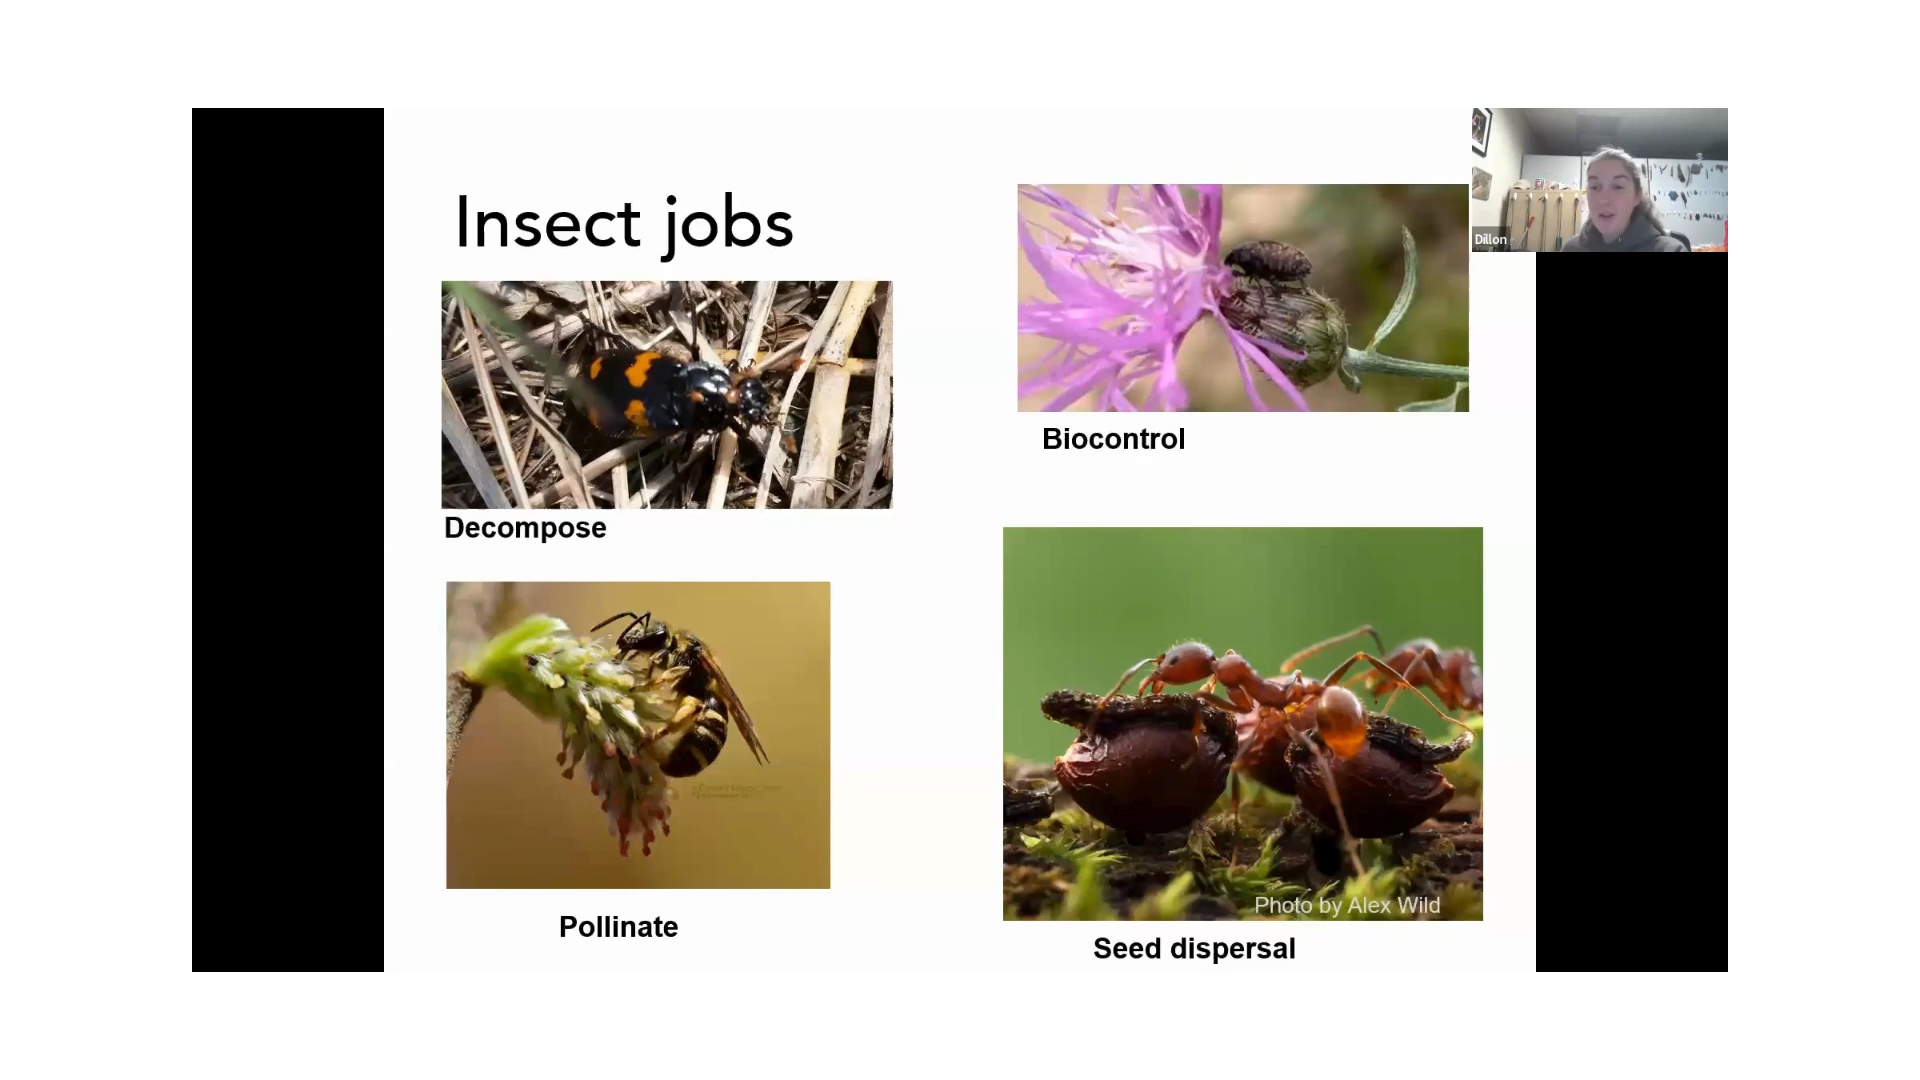 Insect jobs
Dillon
Biocontrol
Decompose
Photo by Alex Wild
Pollinate
Seed dispersal